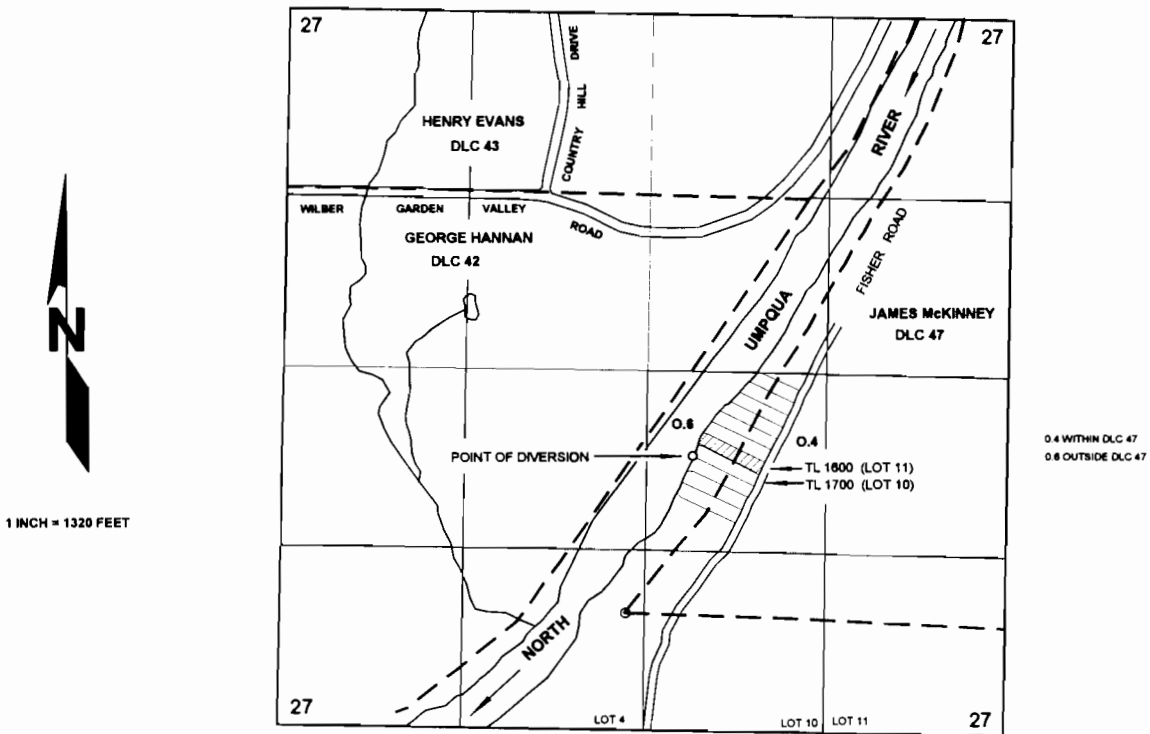 27
27
DRIVE
HILL
COUNTRY
HENRY EVANS
DLC 43
RIVER
WILBER GARDEN VALLEY ROAD
GEORGE HANNAN
DLC 42
FISHER ROAD
N
UMPQUA
JAMES McKINNEY
DLC 47
O.6
O.4
0.4 WITHIN DLC 47
0.6 OUTSIDE DLC 47
POINT OF DIVERSION
TL 1600 (LOT 11)
TL 1700 (LOT 10)
1 INCH = 1320 FEET
NORTH
27
LOT 4
LOT 10
LOT 11
27